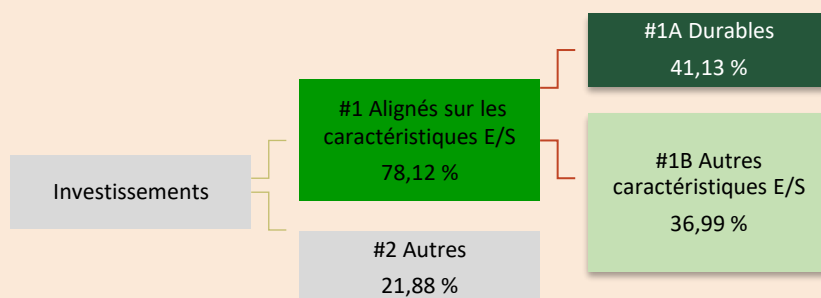 Investissements
#1 Alignés sur les
caractéristiques E/S
78,12 %
#2 Autres
21,88 %
#1A Durables
41,13 %
#1B Autres
caractéristiques E/S
36,99 %